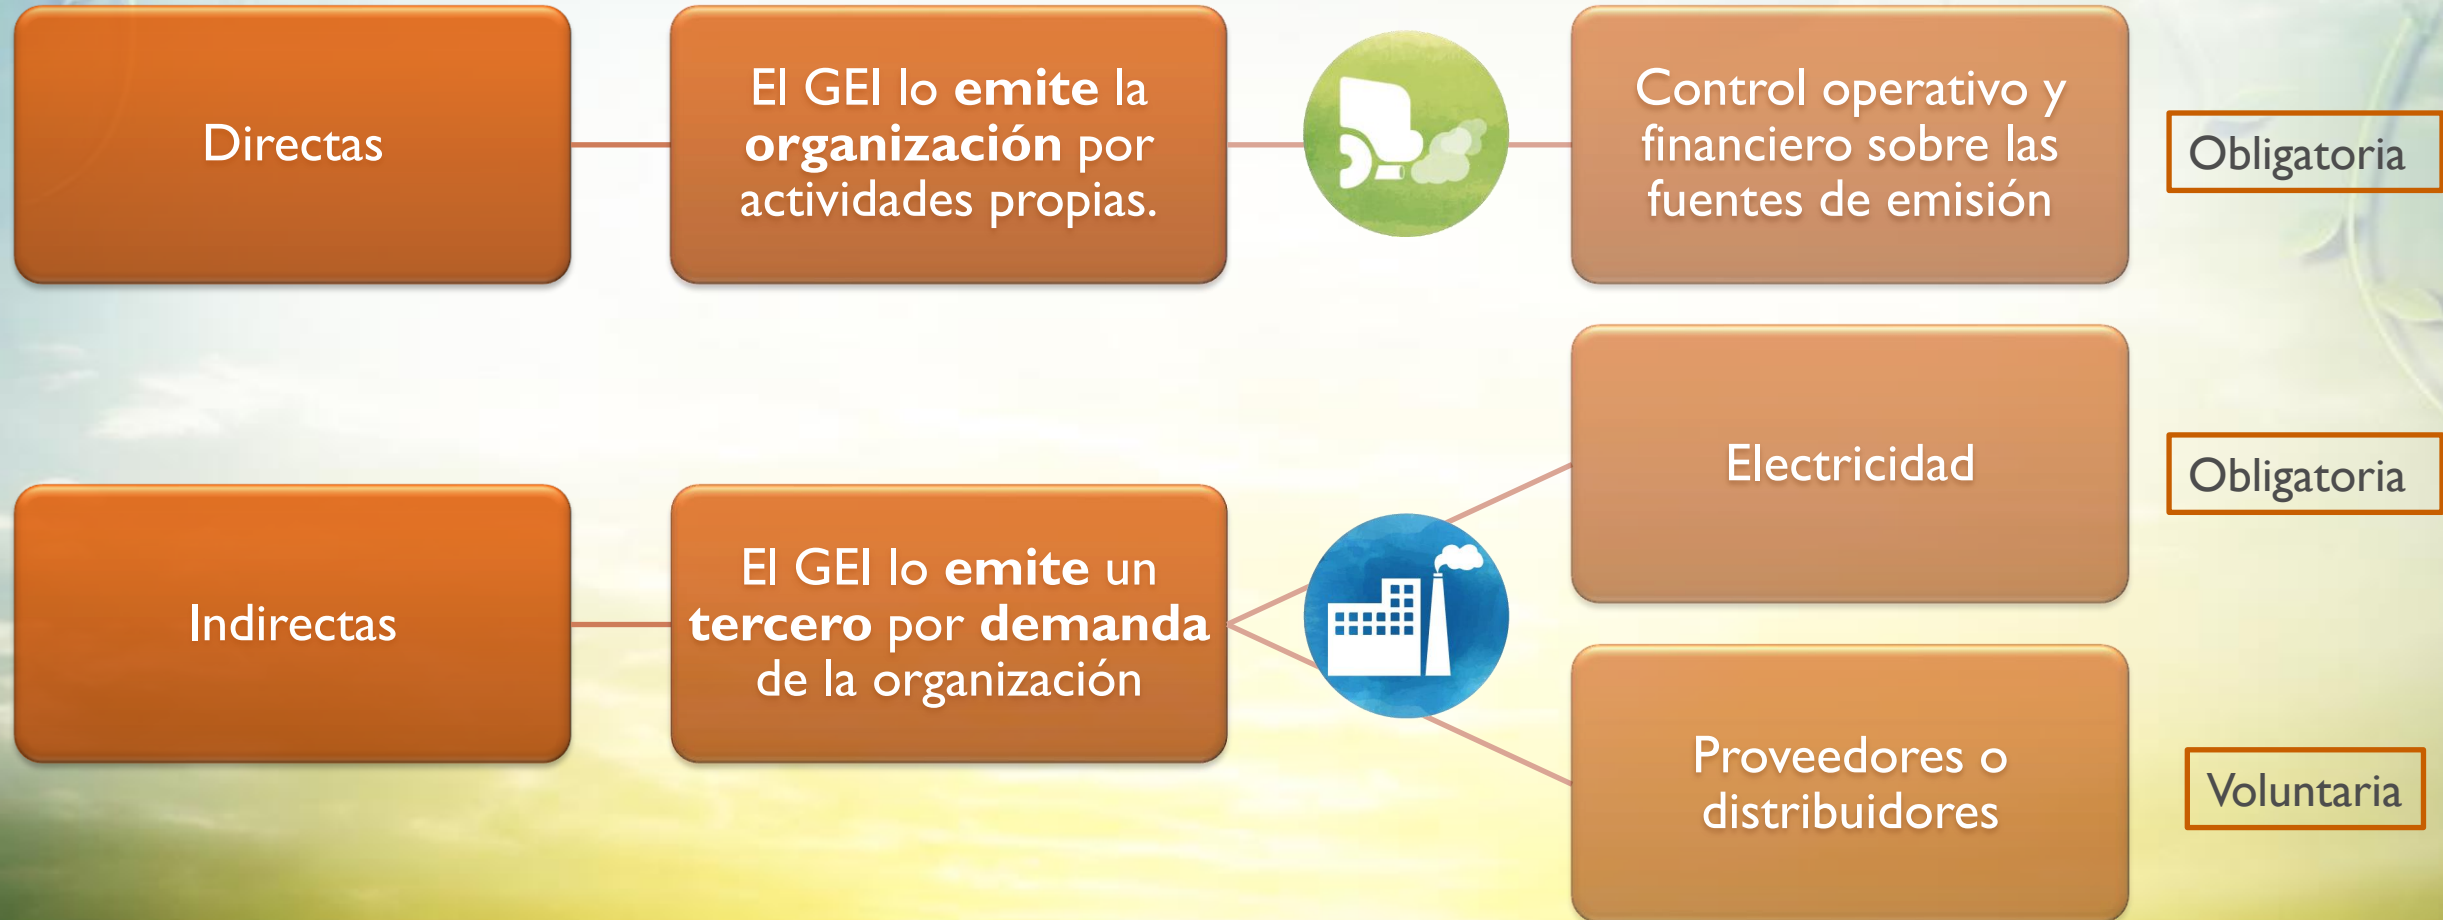 Directas
El GEI lo emite la
organización por
actividades propias.
Control operativo y
financiero sobre las
fuentes de emisión
Obligatoria
Indirectas
El GEI lo emite un
tercero por demanda
de la organización
Electricidad
Obligatoria
Proveedores o
distribuidores
Voluntaria